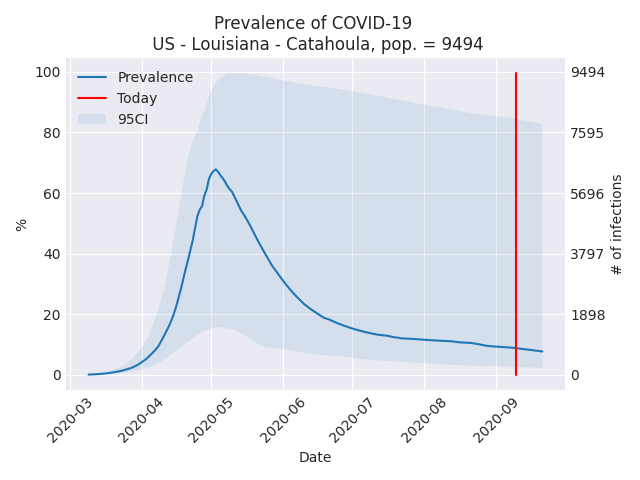 Prevalence of COVID-19
US - Louisiana - Catahoula, pop. = 9494
Prevalence
Today
95CI
100
80
60
40
20
0
%
9494
7595
5696
3797
1898
0
# of infections
2020-03
2020-04
2020-05
2020-06
2020-07
2020-08
2020-09
Date